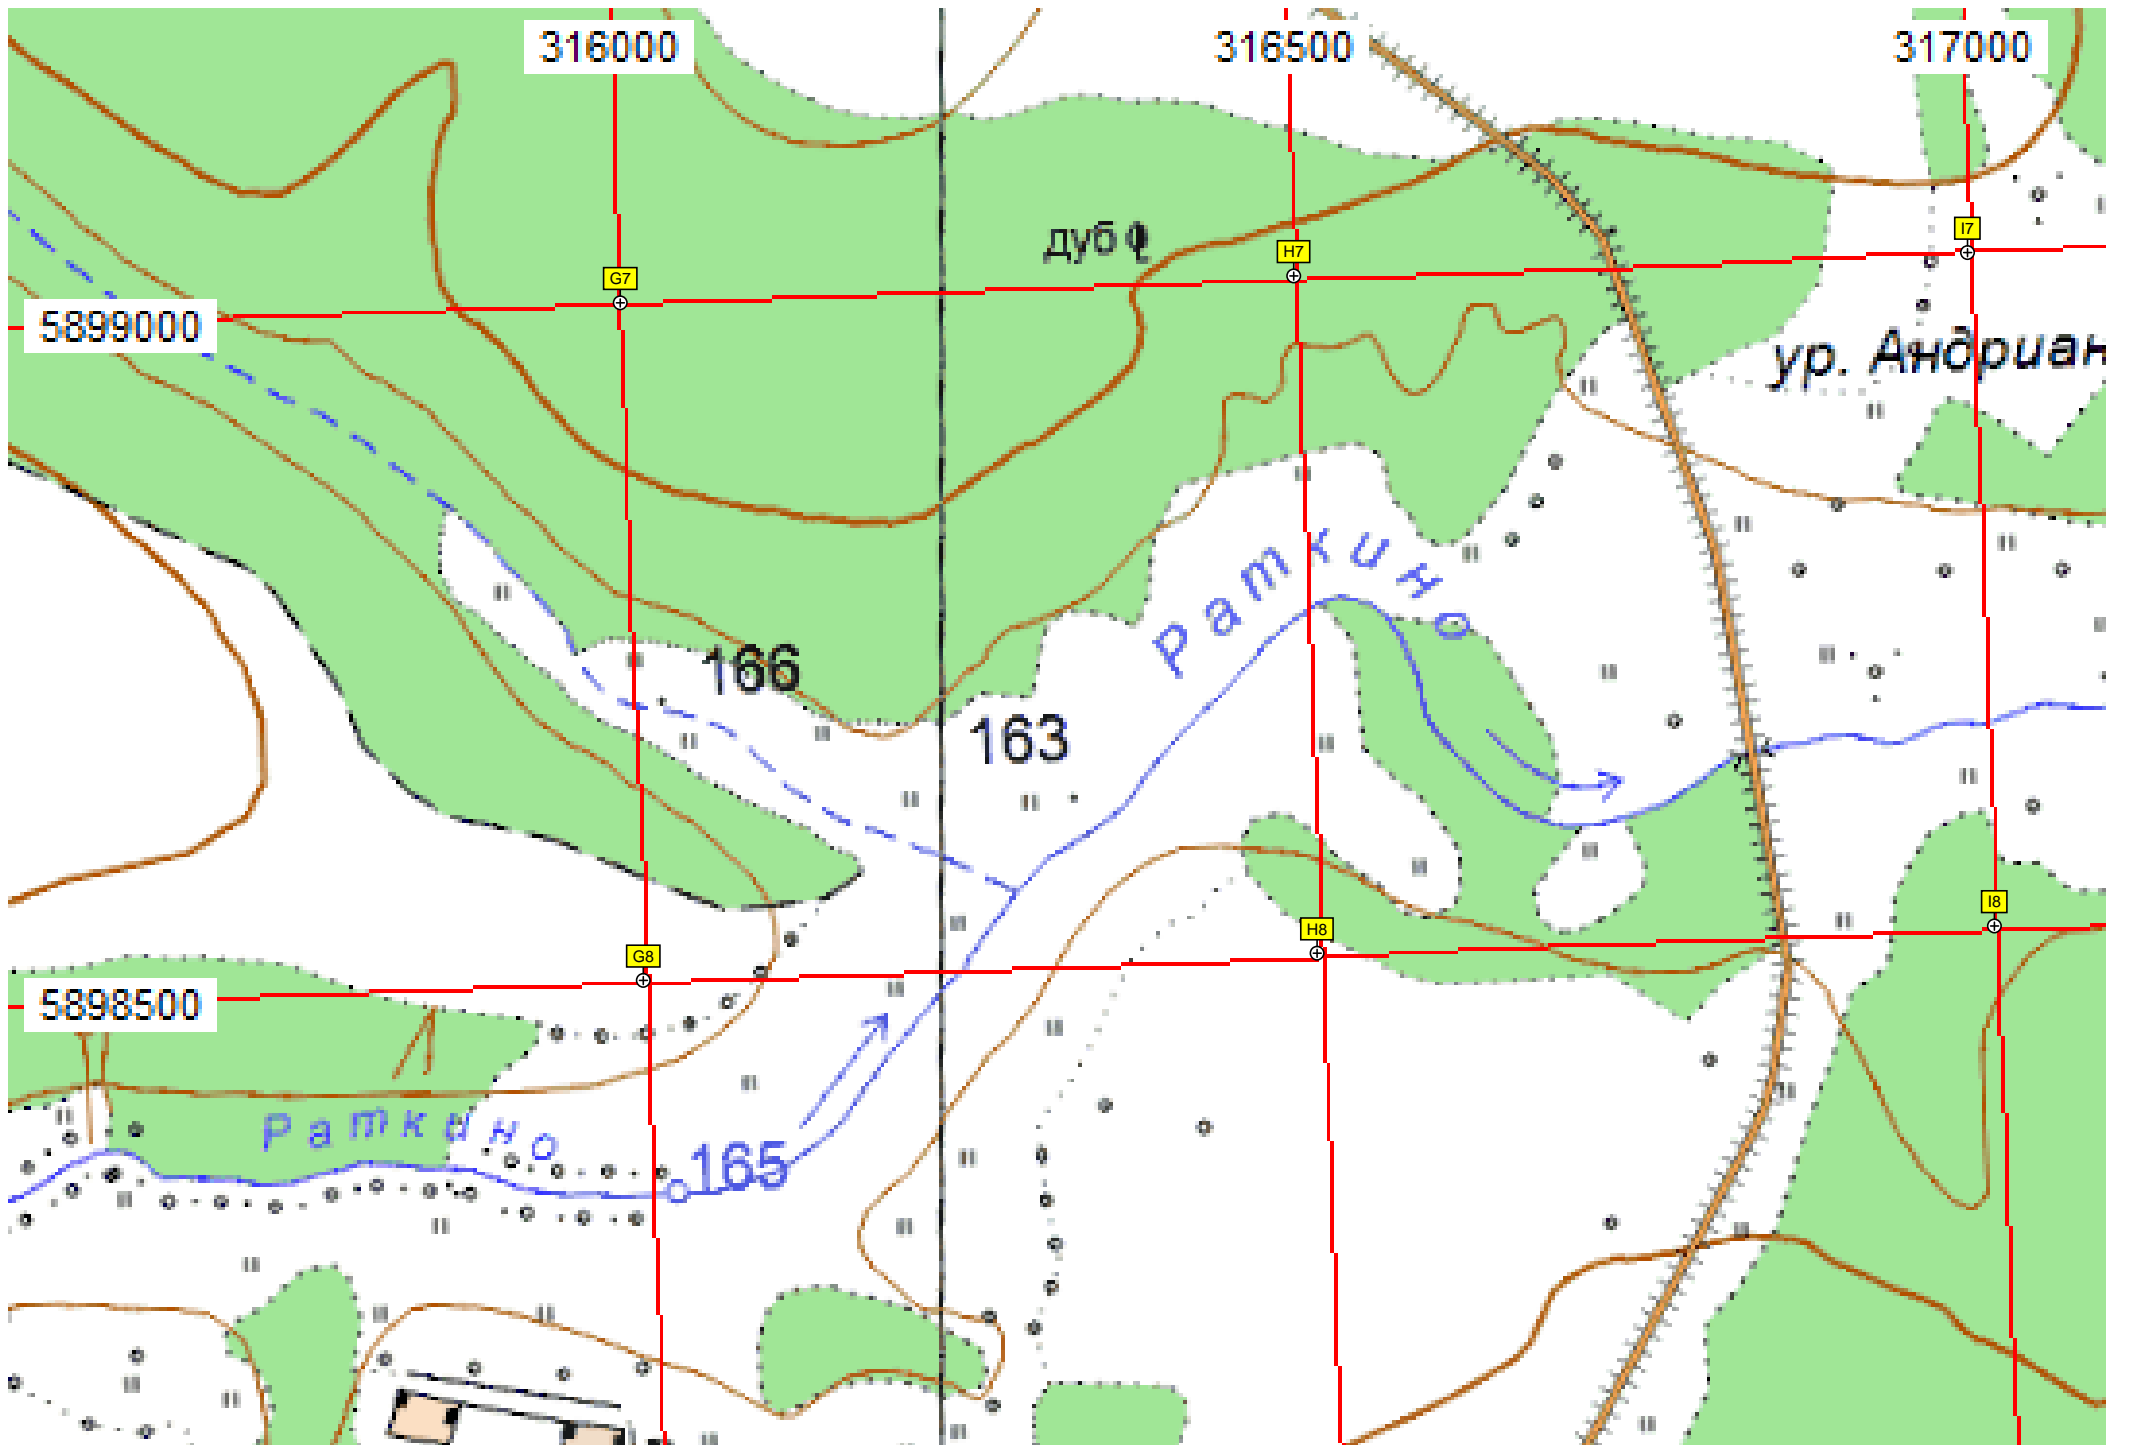 316000
316500
317000
дуб
G7
H7
I7
5899000
ур. Андриан
Раткино
166
163
G8
H8
I8
5898500
Раткино
165